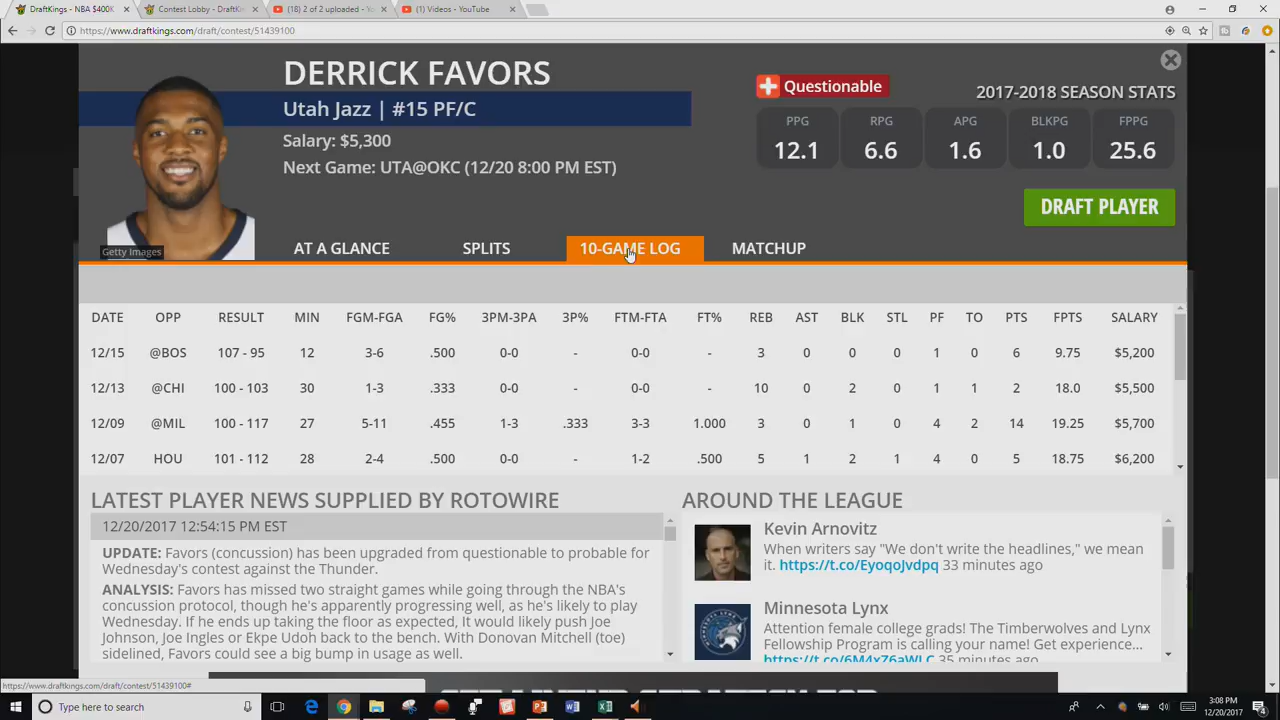 DraftKings - NBA $400K
Contest Lobby - DraftKi
(18) 2 of 2 uploaded - Yo
(1) Videos - YouTube
https://www.draftkings.com/draft/contest/51439100
DERRICK FAVORS
Utah Jazz | #15 PF/C
Salary: $5,300
Next Game: UTA@OKC (12/20 8:00 PM EST)
Getty Images
Questionable
2017-2018 SEASON STATS
PPG RPG APG BLKPG FPPG
12.1 6.6 1.6 1.0 25.6
DRAFT PLAYER
AT A GLANCE SPLITS 10-GAME LOG MATCHUP
DATE OPP RESULT MIN FGM-FGA FG% 3PM-3PA 3P% FTM-FTA FT% REB AST BLK STL PF TO PTS FPTS SALARY
12/15 @BOS 107 - 95 12 3-6 .500 0-0 - 0-0 - 3 0 0 0 1 0 6 9.75 $5,200
12/13 @CHI 100 - 103 30 1-3 .333 0-0 - 0-0 - 10 0 2 0 1 1 2 18.0 $5,500
12/09 @MIL 100 - 117 27 5-11 .455 1-3 .333 3-3 1.000 3 0 1 0 4 2 14 19.25 $5,700
12/07 HOU 101 - 112 28 2-4 .500 0-0 - 1-2 .500 5 1 2 1 4 0 5 18.75 $6,200
LATEST PLAYER NEWS SUPPLIED BY ROTOWIRE
12/20/2017 12:54:15 PM EST
UPDATE: Favors (concussion) has been upgraded from questionable to probable for
Wednesday's contest against the Thunder.
ANALYSIS: Favors has missed two straight games while going through the NBA's
concussion protocol, though he's apparently progressing well, as he's likely to play
Wednesday. If he ends up taking the floor as expected, it would likely push Joe
Johnson, Joe Ingles or Ekpe Udoh back to the bench. With Donovan Mitchell (toe)
sidelined, Favors could see a big bump in usage as well.
AROUND THE LEAGUE
Kevin Arnovitz
When writers say "We don't write the headlines," we mean
it. https://t.co/EyoqoJvdpq 33 minutes ago
Minnesota Lynx
Attention female college grads! The Timberwolves and Lynx
Fellowship Program is calling your name! Get experience...
https://t.co/6M4xZ6aWLC 35 minutes ago
https://www.draftkings.com/draft/contest/51439100#
Type here to search
3:08 PM
12/20/2017